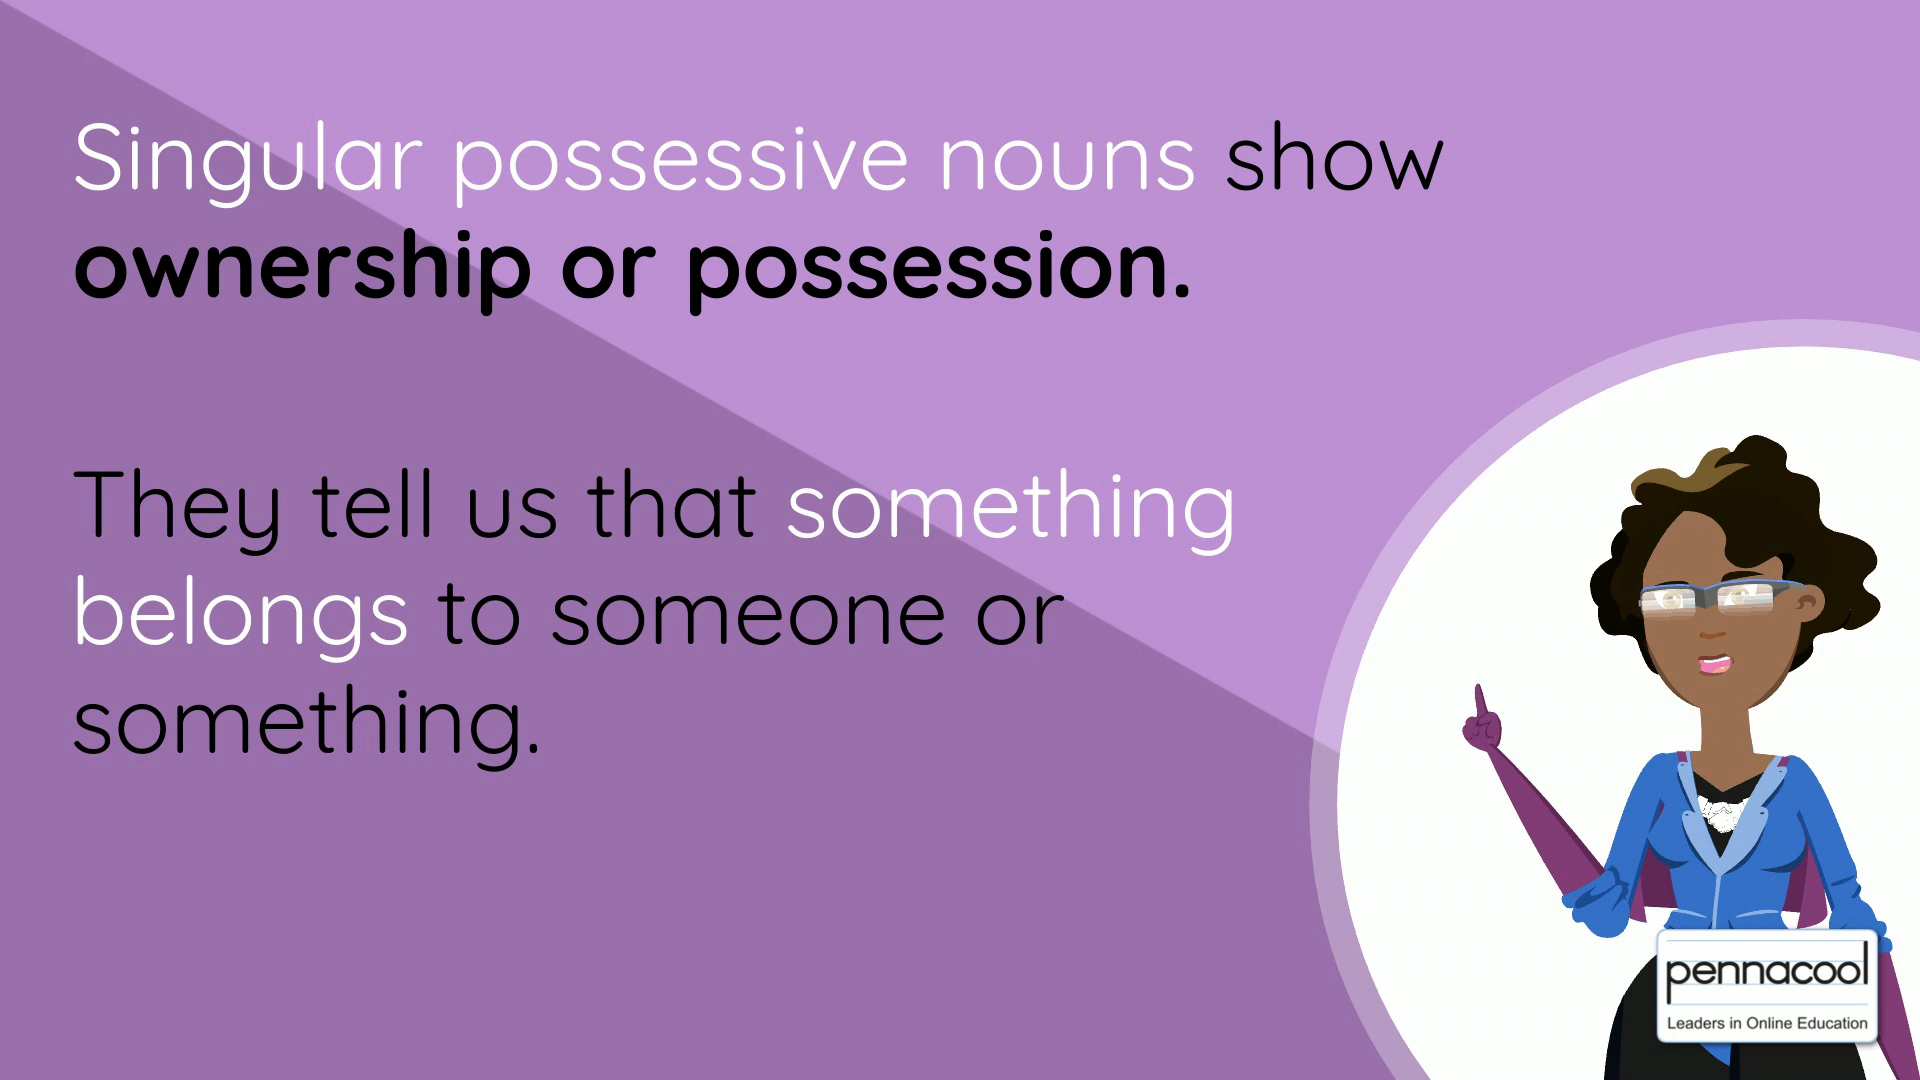 Singular possessive nouns show
ownership or possession.
They tell us that something
belongs to someone or
something.
pennacool
Leaders in Online Education